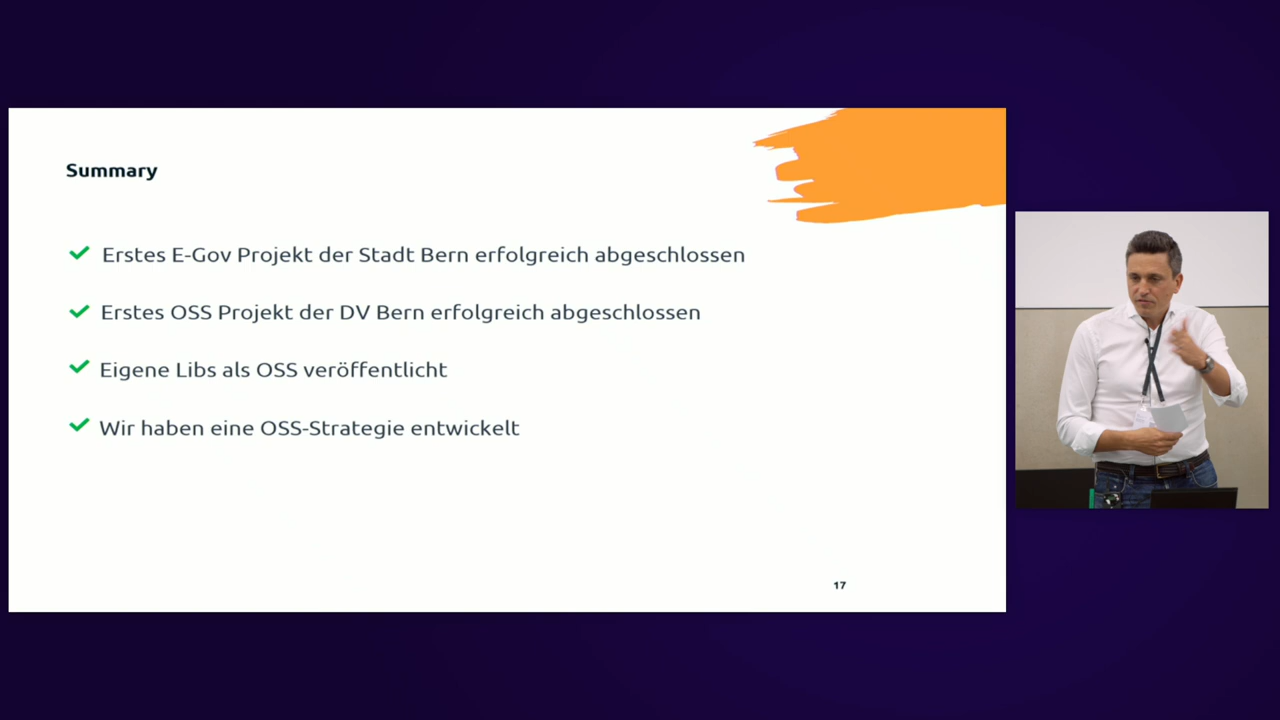 Summary
Erstes E-Gov Projekt der Stadt Bern erfolgreich abgeschlossen
Erstes OSS Projekt der DV Bern erfolgreich abgeschlossen
Eigene Libs als OSS veröffentlicht
Wir haben eine OSS-Strategie entwickelt
17